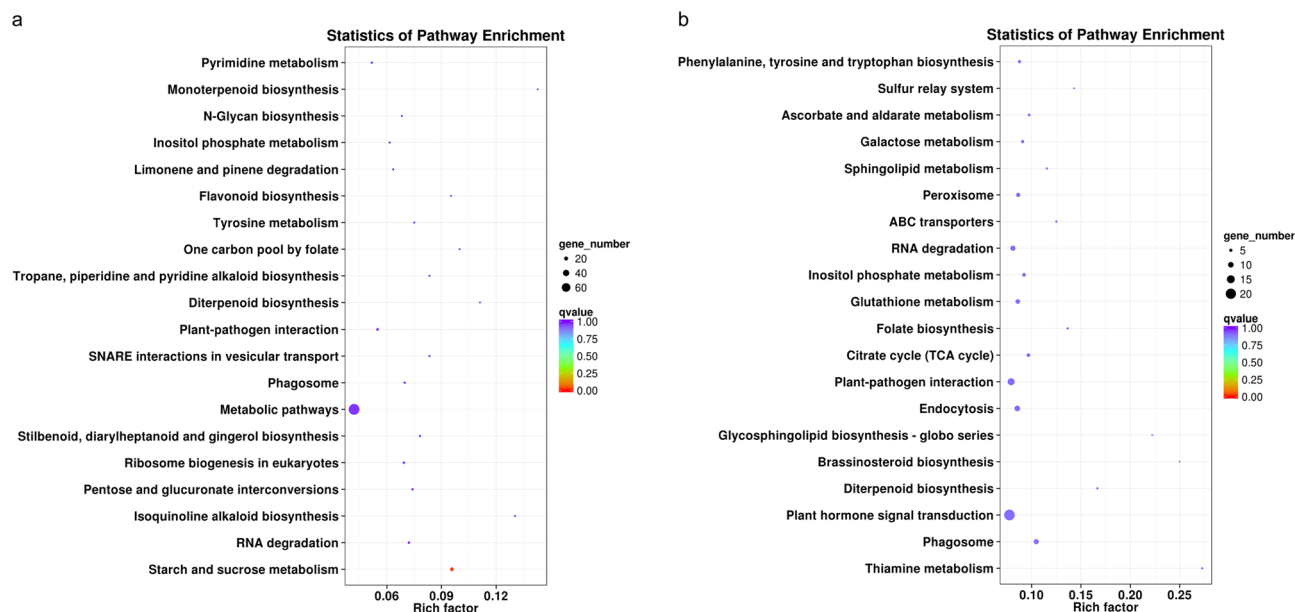 a
Statistics of Pathway Enrichment
Pyrimidine metabolism
Monoterpenoid biosynthesis
N-Glycan biosynthesis
Inositol phosphate metabolism
Limonene and pinene degradation
Flavonoid biosynthesis
Tyrosine metabolism
One carbon pool by folate
Tropane, piperidine and pyridine alkaloid biosynthesis
Diterpenoid biosynthesis
Plant-pathogen interaction
SNARE interactions in vesicular transport
Phagosome
Metabolic pathways
Stilbenoid, diarylheptanoid and gingerol biosynthesis
Ribosome biogenesis in eukaryotes
Pentose and glucuronate interconversions
Isoquinoline alkaloid biosynthesis
RNA degradation
Starch and sucrose metabolism
0.06 0.09 0.12
Rich factor
gene_number
20
40
60
qvalue
1.00
0.75
0.50
0.25
0.00
b
Statistics of Pathway Enrichment
Phenylalanine, tyrosine and tryptophan biosynthesis
Sulfur relay system
Ascorbate and aldarate metabolism
Galactose metabolism
Sphingolipid metabolism
Peroxisome
ABC transporters
RNA degradation
Inositol phosphate metabolism
Glutathione metabolism
Folate biosynthesis
Citrate cycle (TCA cycle)
Plant-pathogen interaction
Endocytosis
Glycosphingolipid biosynthesis - globo series
Brassinosteroid biosynthesis
Diterpenoid biosynthesis
Plant hormone signal transduction
Phagosome
Thiamine metabolism
0.10 0.15 0.20 0.25
Rich factor
gene_number
5
10
15
20
qvalue
1.00
0.75
0.50
0.25
0.00